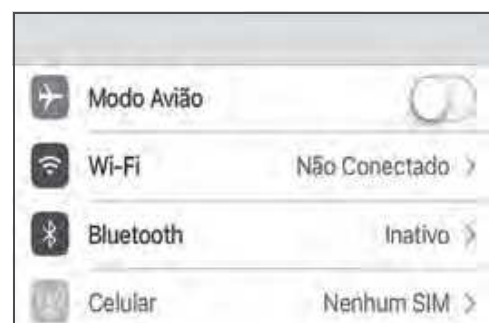 Modo Avião
Wi-Fi Não Conectado
Bluetooth Inativo
Celular Nenhum SIM